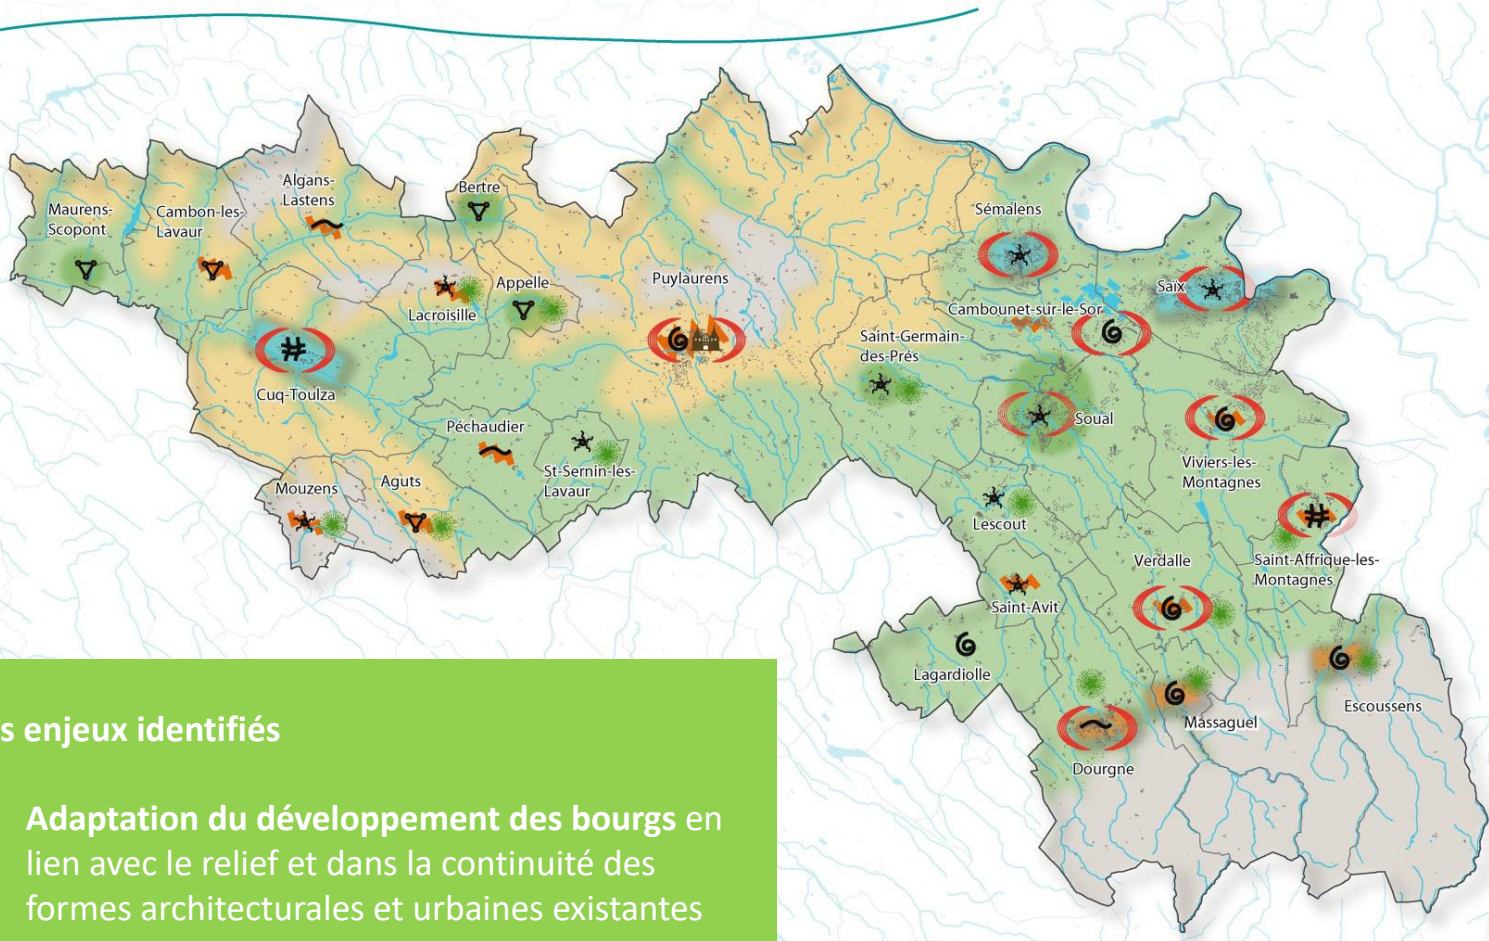 Algans-
Lastens
Bertre
Maurens-
Scopont
Cambon-les-
Lavaur
Sémalens
Appelle
Puylaurens
Saix
Lacroisille
Cambounet-sur-le-Sor
Saint-Germain-
des-Prés
Cuq-Toulza
Soual
Péchaudier
St-Sernin-les-
Lavaur
Viviers-les-
Montagnes
Mouzens
Aguts
Lescout
Verdalle
Saint-Affrique-les-
Montagnes
Saint-Avit
Lagardiolle
Escoussens
Massaguel
Dourgne
s enjeux identifiés
Adaptation du développement des bourgs en
lien avec le relief et dans la continuité des
formes architecturales et urbaines existantes